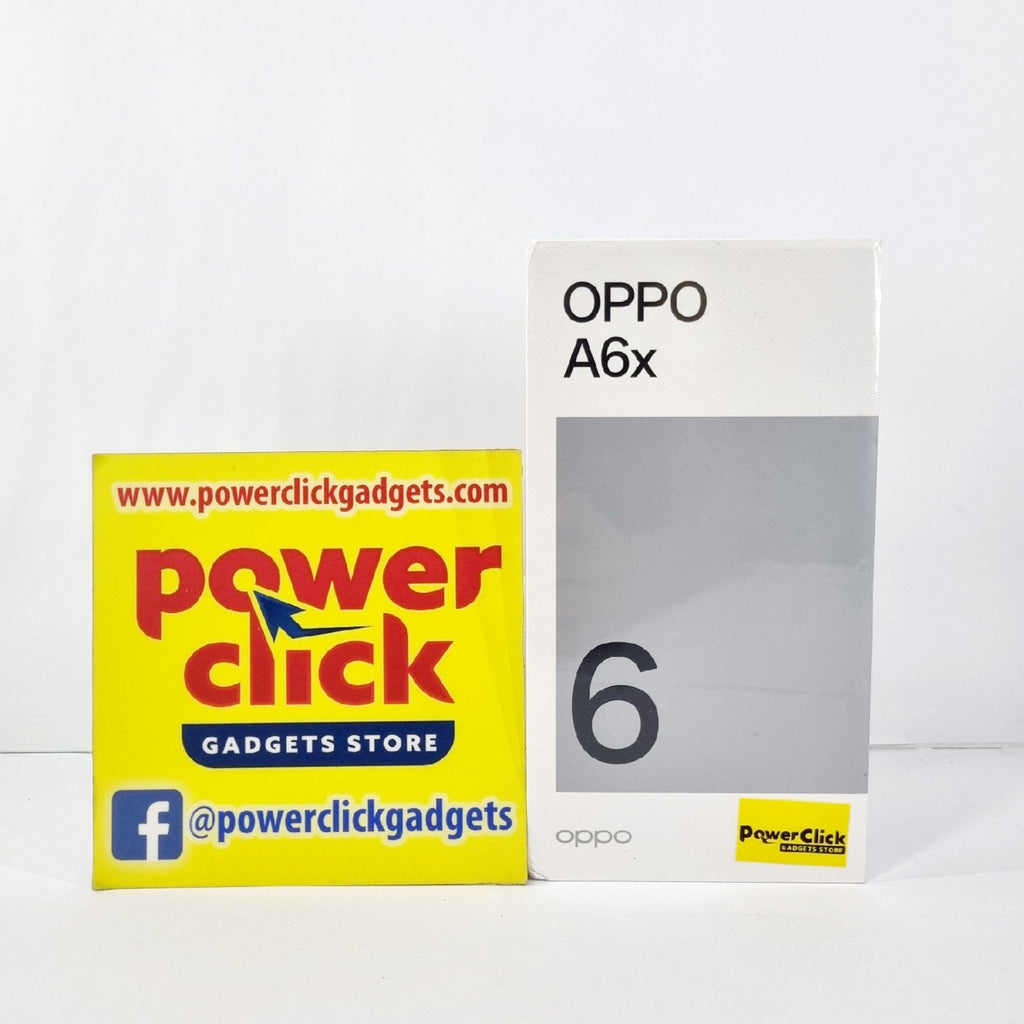 www.powerclickgadgets.com
power
click
GADGETS STORE
f @powerclickgadgets
OPPO
A6x
6
oppo
PowerClick
GADGETS STORE